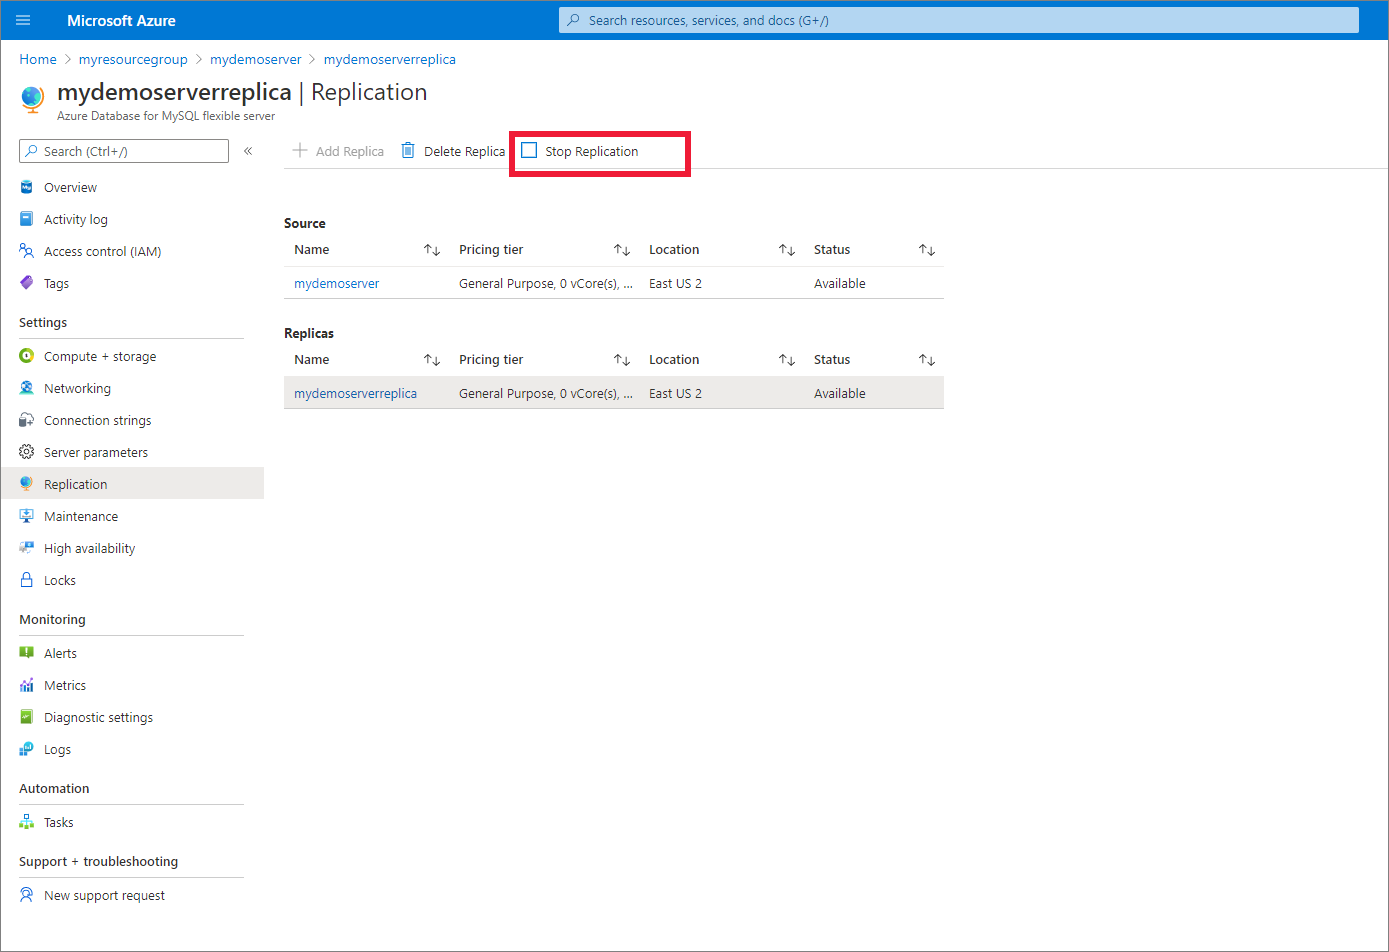 Microsoft Azure
Search resources, services, and docs (G+/)
Home > myresourcegroup > mydemoserver > mydemoserverreplica
mydemoserverreplica | Replication
Azure Database for MySQL flexible server
Search (Ctrl+/)
«
Add Replica
Delete Replica
Stop Replication
Overview
Activity log
Access control (IAM)
Tags
Settings
Compute + storage
Networking
Connection strings
Server parameters
Replication
Maintenance
High availability
Locks
Monitoring
Alerts
Metrics
Diagnostic settings
Logs
Automation
Tasks
Support + troubleshooting
New support request
Source
Name ↑↓ Pricing tier ↑↓ Location ↑↓ Status ↑↓
mydemoserver General Purpose, 0 vCore(s), ... East US 2 Available
Replicas
Name ↑↓ Pricing tier ↑↓ Location ↑↓ Status ↑↓
mydemoserverreplica General Purpose, 0 vCore(s), ... East US 2 Available